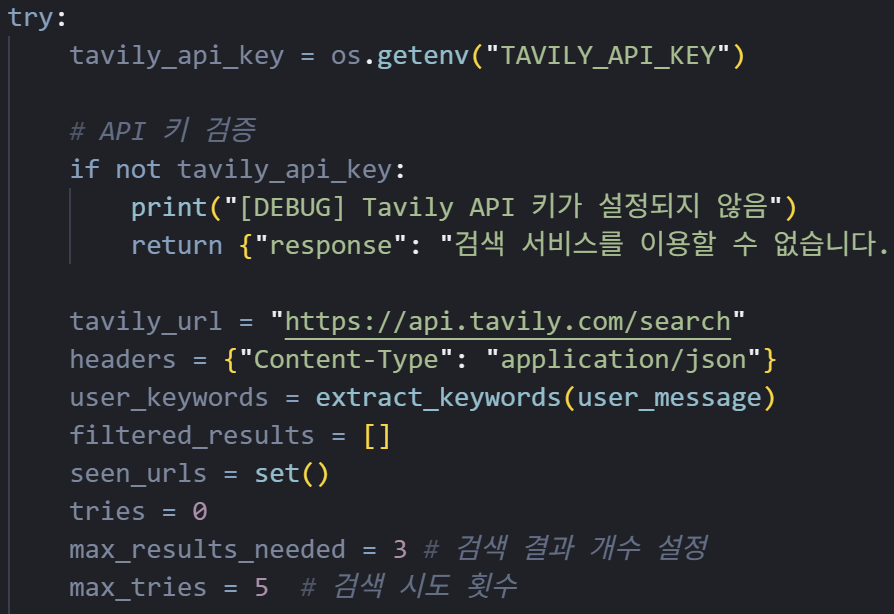 try:
    tavily_api_key = os.getenv("TAVILY_API_KEY")

    # API 키 검증
    if not tavily_api_key:
        print("[DEBUG] Tavily API 키가 설정되지 않음")
        return {"response": "검색 서비스를 이용할 수 없습니다.

    tavily_url = "https://api.tavily.com/search"
    headers = {"Content-Type": "application/json"}
    user_keywords = extract_keywords(user_message)
    filtered_results = []
    seen_urls = set()
    tries = 0
    max_results_needed = 3 # 검색 결과 개수 설정
    max_tries = 5  # 검색 시도 횟수